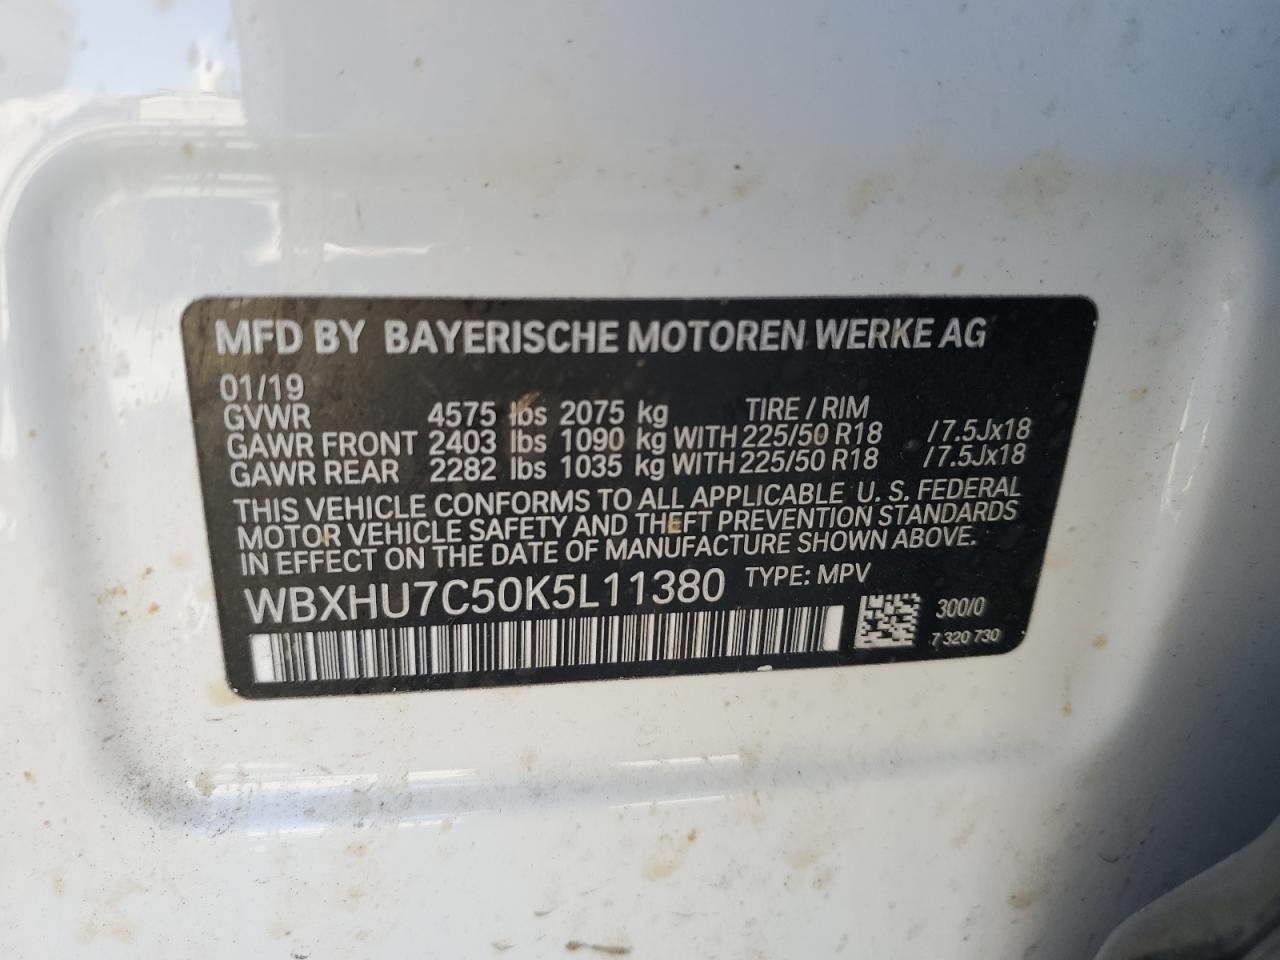 MFD BY BAYERISCHE MOTOREN WERKE AG
01/19
GVWR 4575 lbs 2075 kg TIRE / RIM
GAWR FRONT 2403 lbs 1090 kg WITH 225/50 R18 /7.5Jx18
GAWR REAR 2282 lbs 1035 kg WITH 225/50 R18 /7.5Jx18
THIS VEHICLE CONFORMS TO ALL APPLICABLE U. S. FEDERAL
MOTOR VEHICLE SAFETY AND THEFT PREVENTION STANDARDS
IN EFFECT ON THE DATE OF MANUFACTURE SHOWN ABOVE.
WBXHU7C50K5L11380 TYPE: MPV
300/0
7 320 730